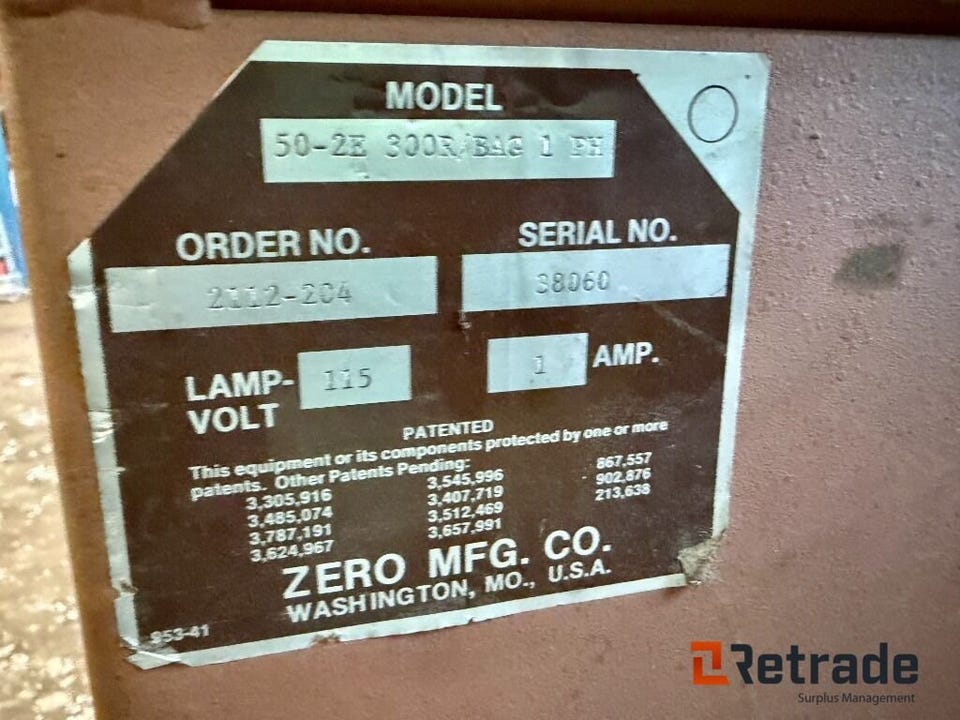 MODEL
50-2E 300R/BAG 1 PH
ORDER NO. SERIAL NO.
2112-204 38060
LAMP-VOLT 115 1 AMP.
PATENTED
This equipment or its components protected by one or more
patents. Other Patents Pending:
3,305,916 3,545,996 867,557
3,485,074 3,407,719 902,876
3,787,191 3,512,469 213,638
3,624,967 3,657,991
ZERO MFG. CO.
WASHINGTON, MO., U.S.A.
953-41
Retrade
Surplus Management